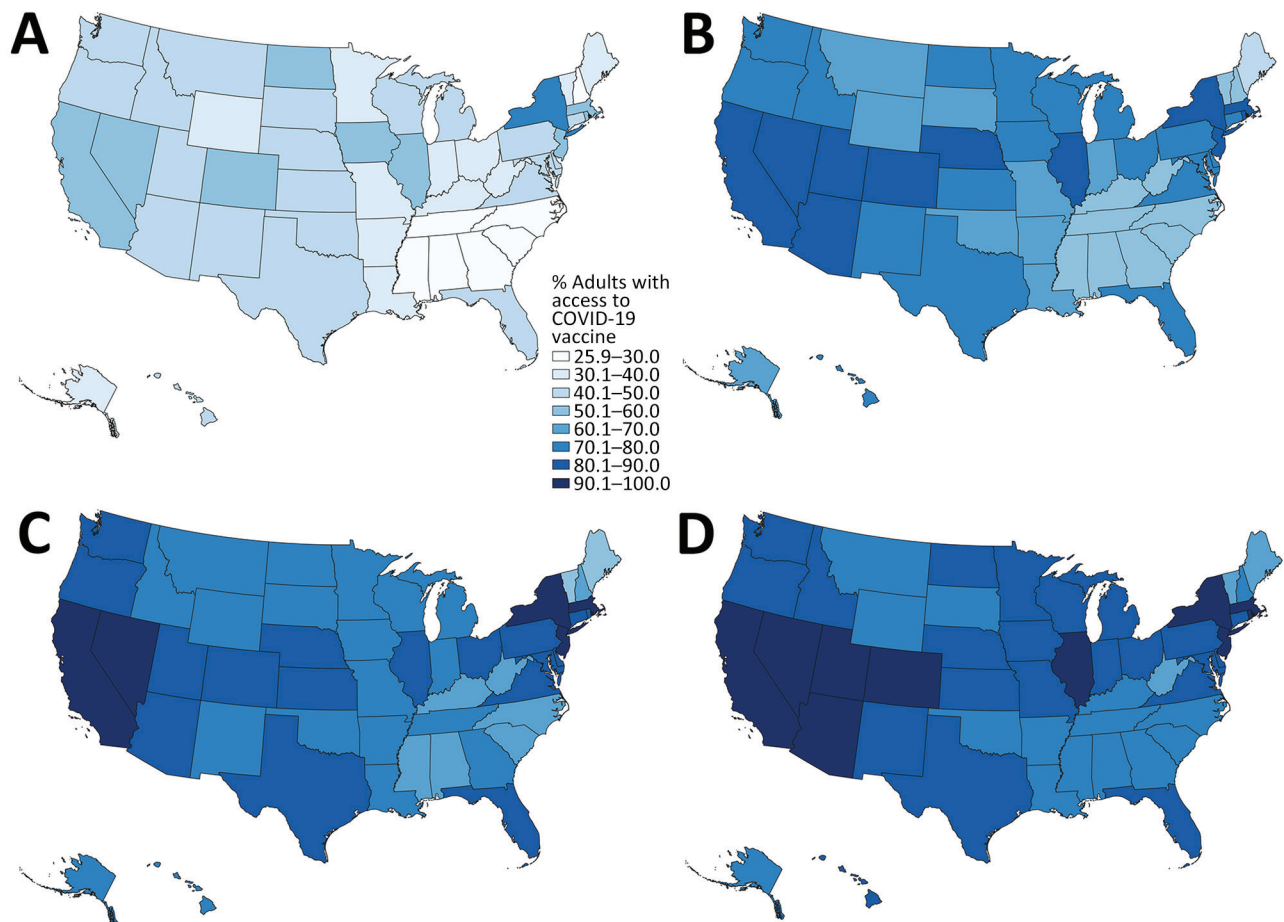 A
B
% Adults with
access to
COVID-19
vaccine
25.9–30.0
30.1–40.0
40.1–50.0
50.1–60.0
60.1–70.0
70.1–80.0
80.1–90.0
90.1–100.0
C
D